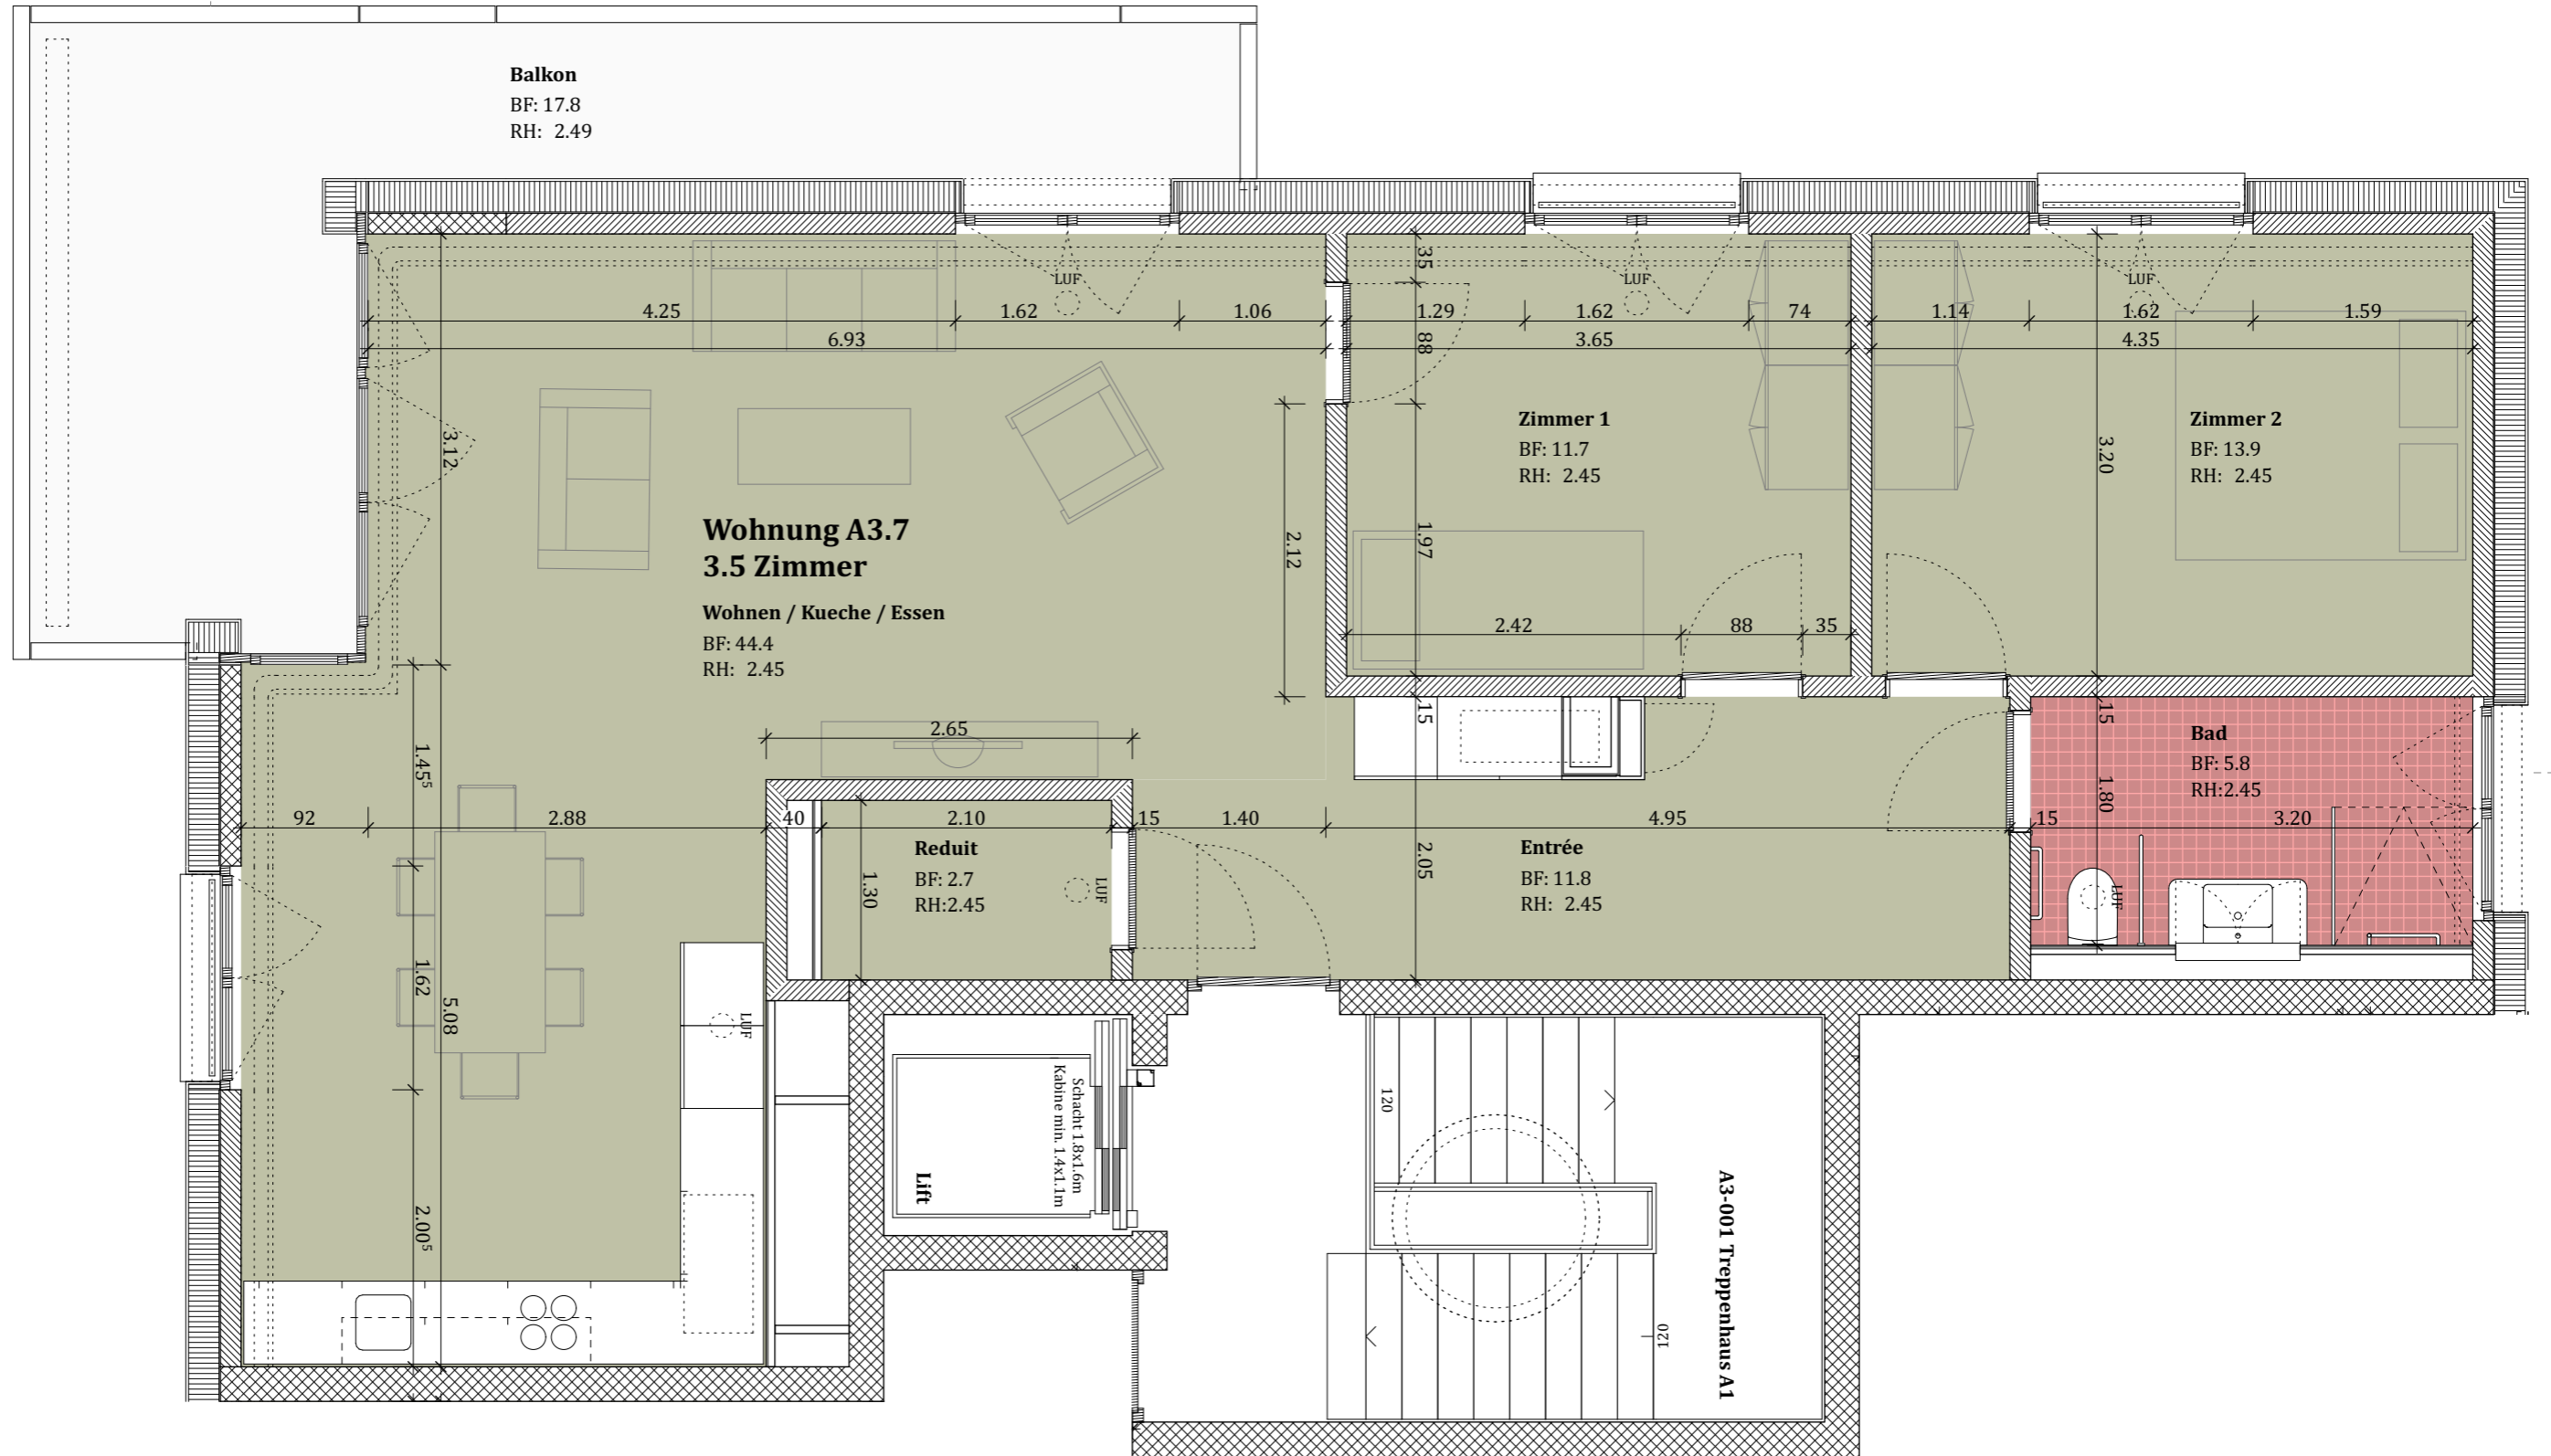 Balkon
BF: 17.8
RH: 2.49
LUF
LUF
LUF
35
4.25
1.62
1.06
1.29
1.62
74
1.14
1.62
1.59
6.93
88
3.65
4.35
Zimmer 1
BF: 11.7
RH: 2.45
Zimmer 2
BF: 13.9
RH: 2.45
3.12
3.20
Wohnung A3.7
3.5 Zimmer
2.12
1.97
Wohnen / Kueche / Essen
BF: 44.4
RH: 2.45
2.42
88
35
15
15
2.65
Bad
BF: 5.8
RH:2.45
1.45⁵
1.80
92
2.88
40
2.10
15
1.40
4.95
15
3.20
Reduit
BF: 2.7
RH:2.45
1.30
LUF
2.05
Entrée
BF: 11.8
RH: 2.45
LUF
1.62
5.08
LUF
2.00⁵
Lift
Schacht 1.8x1.6m
Kabine min. 1.4x1.1m
120
120
A3-001 Treppenhaus A1